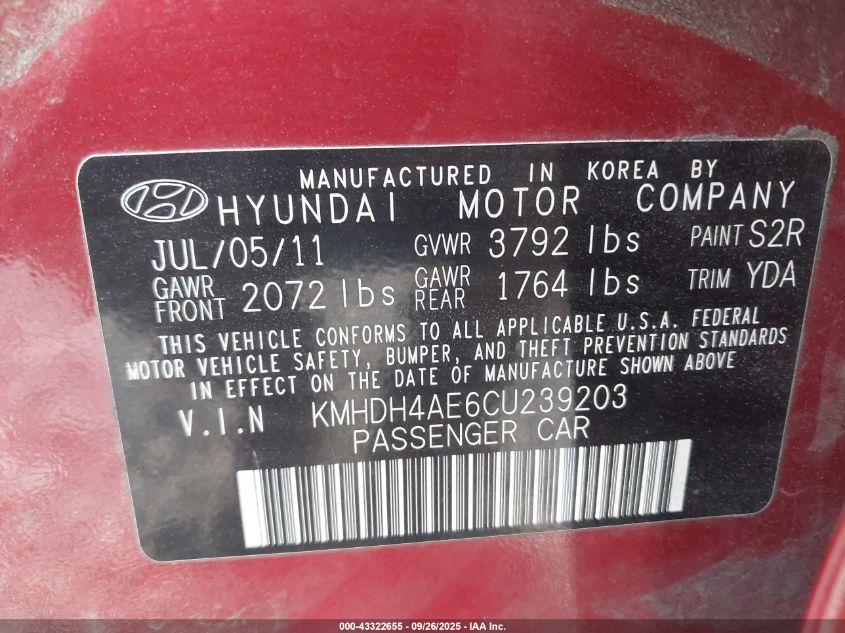 MANUFACTURED IN KOREA BY
HYUNDAI MOTOR COMPANY
JUL/05/11 GVWR 3792 lbs PAINT S2R
GAWR FRONT 2072 lbs GAWR REAR 1764 lbs TRIM YDA
THIS VEHICLE CONFORMS TO ALL APPLICABLE U.S.A. FEDERAL
MOTOR VEHICLE SAFETY, BUMPER, AND THEFT PREVENTION STANDARDS
IN EFFECT ON THE DATE OF MANUFACTURE SHOWN ABOVE
V.I.N KMHDH4AE6CU239203
PASSENGER CAR
000-43322655 - 09/26/2025 - IAA Inc.